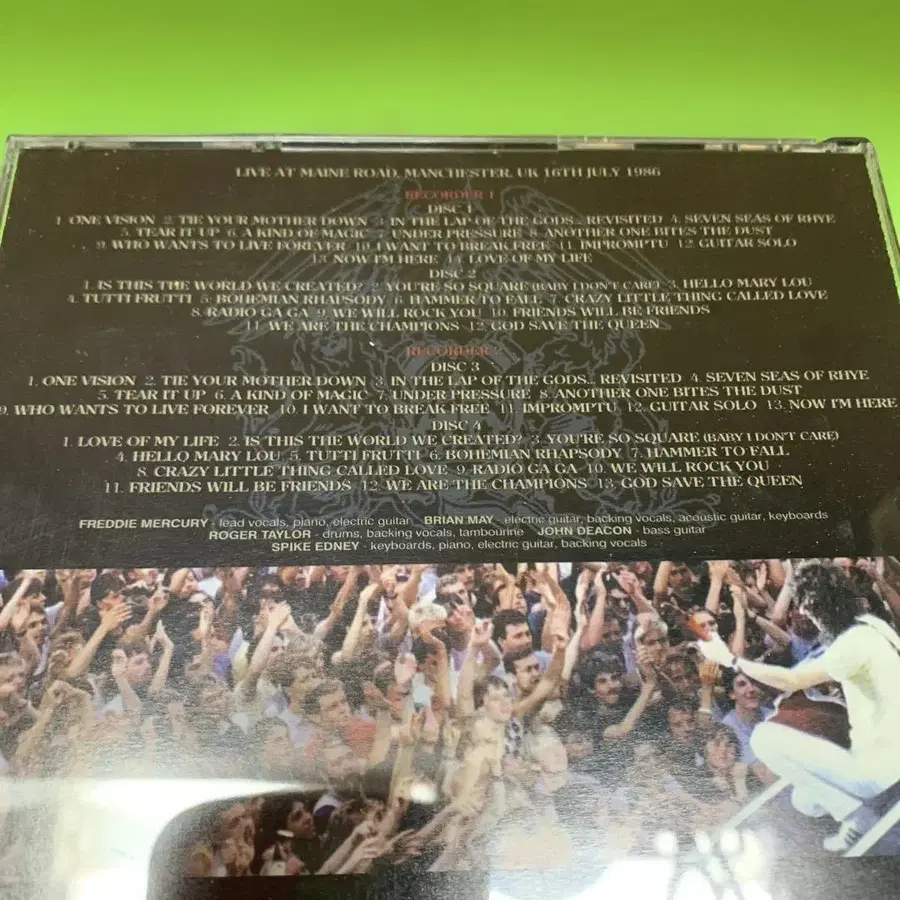 LIVE AT MAINE ROAD, MANCHESTER, UK 16TH JULY 1986
RECORDER 1
DISC 1
1. ONE VISION 2. TIE YOUR MOTHER DOWN 3. IN THE LAP OF THE GODS... REVISITED 4. SEVEN SEAS OF RHYE
5. TEAR IT UP 6. A KIND OF MAGIC 7. UNDER PRESSURE 8. ANOTHER ONE BITES THE DUST
9. WHO WANTS TO LIVE FOREVER 10. I WANT TO BREAK FREE 11. IMPROMPTU 12. GUITAR SOLO
13. NOW I'M HERE 14. LOVE OF MY LIFE
DISC 2
1. IS THIS THE WORLD WE CREATED? 2. YOU'RE SO SQUARE (BABY I DON'T CARE) 3. HELLO MARY LOU
4. TUTTI FRUTTI 5. BOHEMIAN RHAPSODY 6. HAMMER TO FALL 7. CRAZY LITTLE THING CALLED LOVE
8. RADIO GA GA 9. WE WILL ROCK YOU 10. FRIENDS WILL BE FRIENDS
11. WE ARE THE CHAMPIONS 12. GOD SAVE THE QUEEN
RECORDER 2
DISC 3
1. ONE VISION 2. TIE YOUR MOTHER DOWN 3. IN THE LAP OF THE GODS... REVISITED 4. SEVEN SEAS OF RHYE
5. TEAR IT UP 6. A KIND OF MAGIC 7. UNDER PRESSURE 8. ANOTHER ONE BITES THE DUST
9. WHO WANTS TO LIVE FOREVER 10. I WANT TO BREAK FREE 11. IMPROMPTU 12. GUITAR SOLO 13. NOW I'M HERE
DISC 4
1. LOVE OF MY LIFE 2. IS THIS THE WORLD WE CREATED? 3. YOU'RE SO SQUARE (BABY I DON'T CARE)
4. HELLO MARY LOU 5. TUTTI FRUTTI 6. BOHEMIAN RHAPSODY 7. HAMMER TO FALL
8. CRAZY LITTLE THING CALLED LOVE 9. RADIO GA GA 10. WE WILL ROCK YOU
11. FRIENDS WILL BE FRIENDS 12. WE ARE THE CHAMPIONS 13. GOD SAVE THE QUEEN
FREDDIE MERCURY - lead vocals, piano, electric guitar BRIAN MAY - electric guitar, backing vocals, acoustic guitar, keyboards
ROGER TAYLOR - drums, backing vocals, tambourine JOHN DEACON - bass guitar
SPIKE EDNEY - keyboards, piano, electric guitar, backing vocals